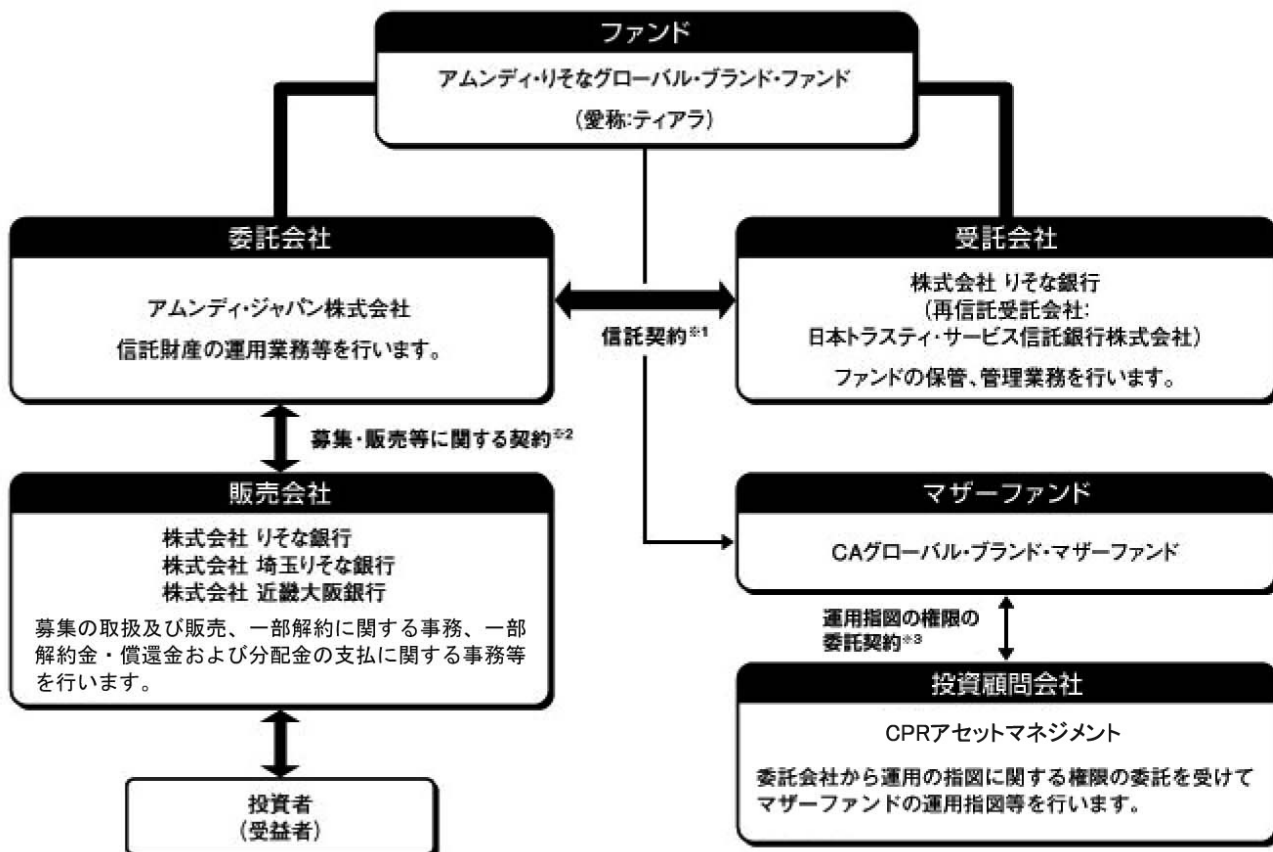 ファンド
アムンディ・りそなグローバル・ブランド・ファンド
(愛称:ティアラ)
委託会社
アムンディ・ジャパン株式会社
信託財産の運用業務等を行います。
信託契約※1
受託会社
株式会社 りそな銀行
(再信託受託会社:
日本トラスティ・サービス信託銀行株式会社)
ファンドの保管、管理業務を行います。
募集・販売等に関する契約※2
販売会社
株式会社 りそな銀行
株式会社 埼玉りそな銀行
株式会社 近畿大阪銀行
募集の取扱及び販売、一部解約に関する事務、一部
解約金・償還金および分配金の支払に関する事務等
を行います。
マザーファンド
CAグローバル・ブランド・マザーファンド
運用指図の権限の
委託契約※3
投資顧問会社
CPRアセットマネジメント
委託会社から運用の指図に関する権限の委託を受けて
マザーファンドの運用指図等を行います。
投資者
(受益者)